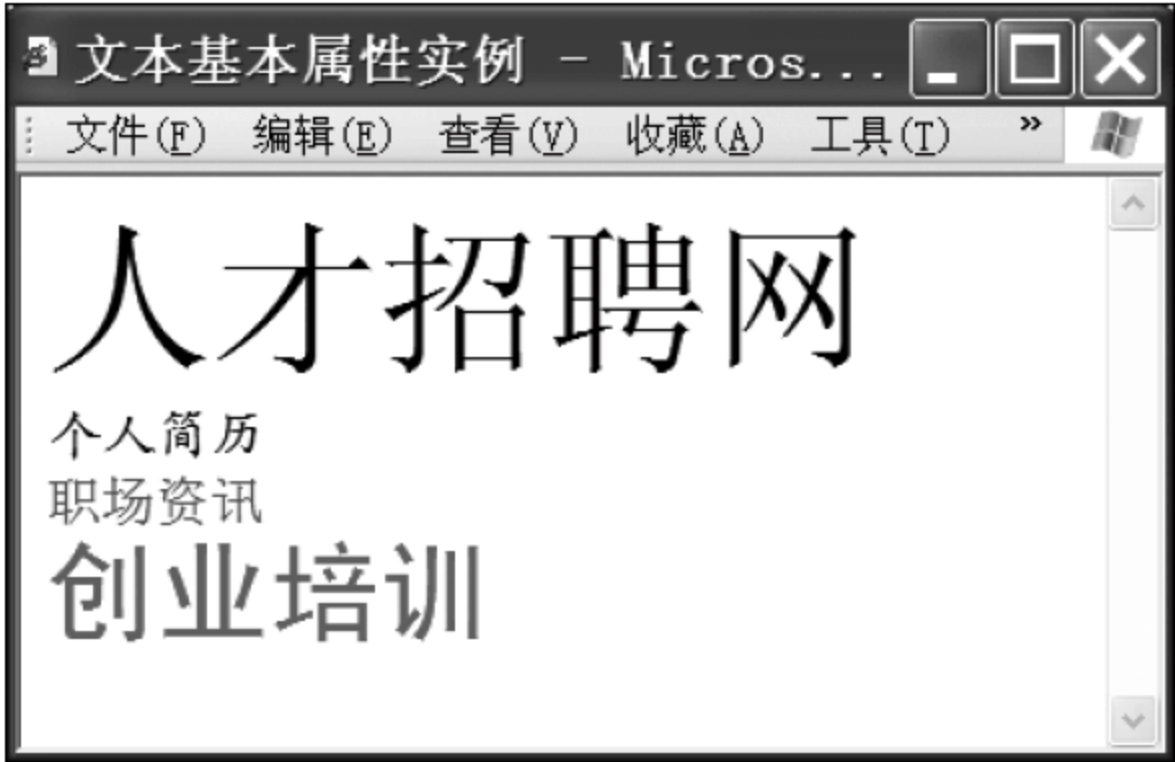 文本基本属性实例 - Micros...
文件(F) 编辑(E) 查看(V) 收藏(A) 工具(T) »
人才招聘网
个人简历
职场资讯
创业培训